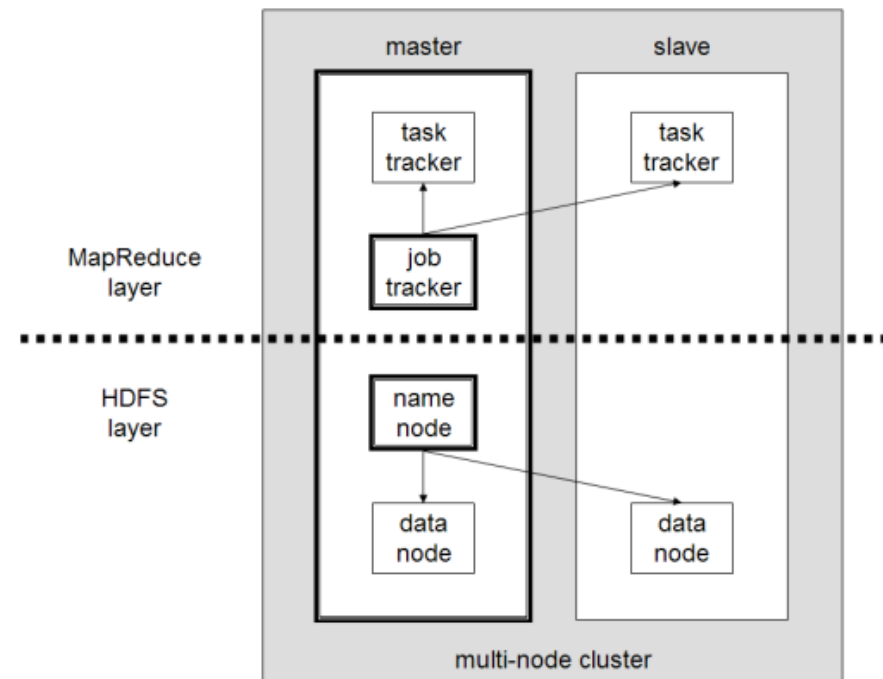 master
slave
task
tracker
task
tracker
MapReduce
layer
job
tracker
HDFS
layer
name
node
data
node
data
node
multi-node cluster